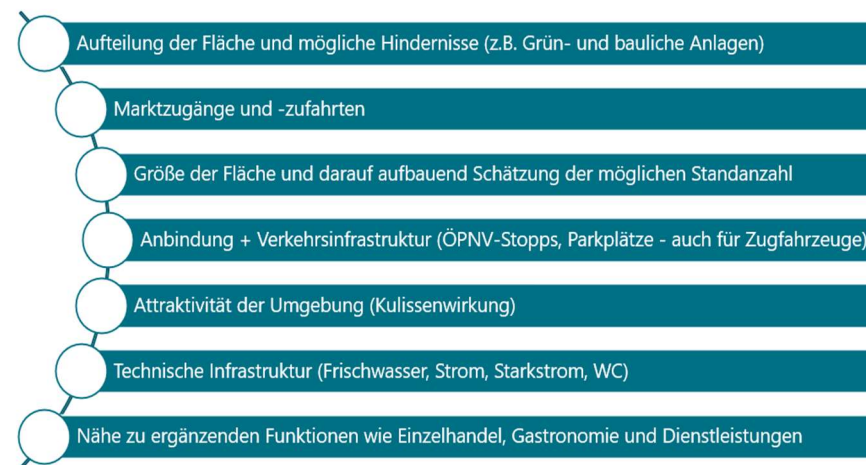 Aufteilung der Fläche und mögliche Hindernisse (z.B. Grün- und bauliche Anlagen)
Marktzugänge und -zufahrten
Größe der Fläche und darauf aufbauend Schätzung der möglichen Standanzahl
Anbindung + Verkehrsinfrastruktur (ÖPNV-Stopps, Parkplätze - auch für Zugfahrzeuge)
Attraktivität der Umgebung (Kulissenwirkung)
Technische Infrastruktur (Frischwasser, Strom, Starkstrom, WC)
Nähe zu ergänzenden Funktionen wie Einzelhandel, Gastronomie und Dienstleistungen